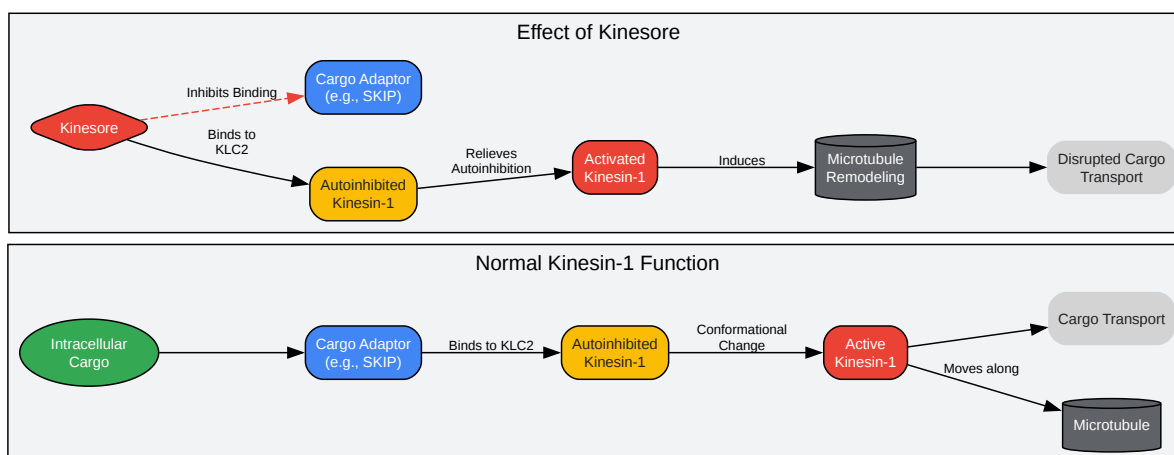 Effect of Kinesore
Kinesore
Inhibits Binding
Cargo Adaptor
(e.g., SKIP)
Binds to
KLC2
Autoinhibited
Kinesin-1
Relieves
Autoinhibition
Activated
Kinesin-1
Induces
Microtubule
Remodeling
Disrupted Cargo
Transport
Normal Kinesin-1 Function
Intracellular
Cargo
Cargo Adaptor
(e.g., SKIP)
Binds to KLC2
Autoinhibited
Kinesin-1
Conformational
Change
Active
Kinesin-1
Cargo Transport
Moves along
Microtubule